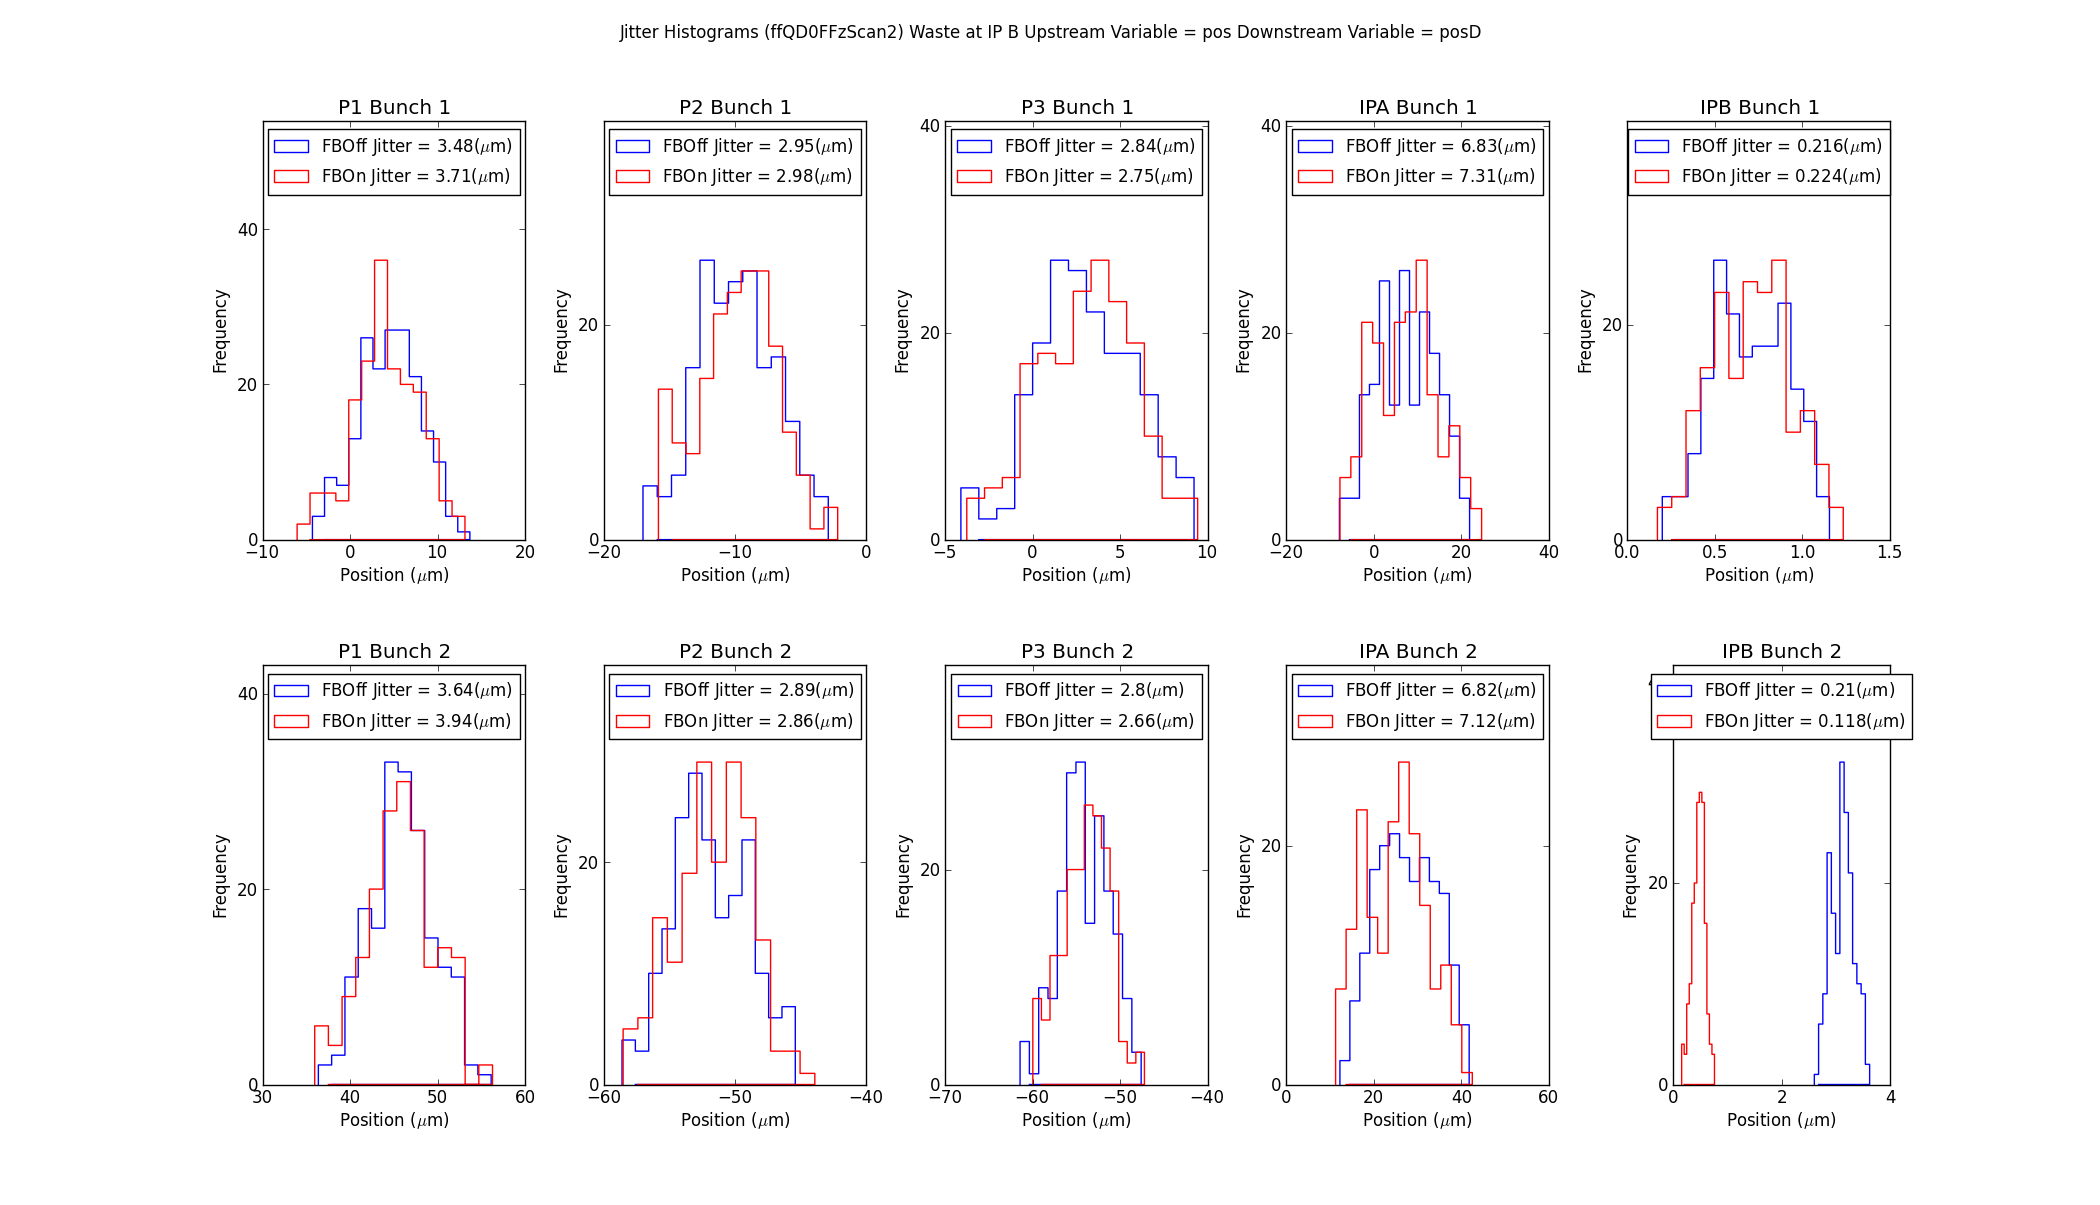 Jitter Histograms (ffQD0FFzScan2) Waste at IP B Upstream Variable = pos Downstream Variable = posD
P1 Bunch 1
FBOff Jitter = 3.48(μm)
FBOn Jitter = 3.71(μm)
Frequency
0
20
40
−10
0
10
20
Position (μm)
P2 Bunch 1
FBOff Jitter = 2.95(μm)
FBOn Jitter = 2.98(μm)
Frequency
0
20
−20
−10
0
Position (μm)
P3 Bunch 1
FBOff Jitter = 2.84(μm)
FBOn Jitter = 2.75(μm)
Frequency
0
20
40
−5
0
5
10
Position (μm)
IPA Bunch 1
FBOff Jitter = 6.83(μm)
FBOn Jitter = 7.31(μm)
Frequency
0
20
40
−20
0
20
40
Position (μm)
IPB Bunch 1
FBOff Jitter = 0.216(μm)
FBOn Jitter = 0.224(μm)
Frequency
0
20
0.0
0.5
1.0
1.5
Position (μm)
P1 Bunch 2
FBOff Jitter = 3.64(μm)
FBOn Jitter = 3.94(μm)
Frequency
0
20
40
30
40
50
60
Position (μm)
P2 Bunch 2
FBOff Jitter = 2.89(μm)
FBOn Jitter = 2.86(μm)
Frequency
0
20
−60
−50
−40
Position (μm)
P3 Bunch 2
FBOff Jitter = 2.8(μm)
FBOn Jitter = 2.66(μm)
Frequency
0
20
−70
−60
−50
−40
Position (μm)
IPA Bunch 2
FBOff Jitter = 6.82(μm)
FBOn Jitter = 7.12(μm)
Frequency
0
20
0
20
40
60
Position (μm)
IPB Bunch 2
FBOff Jitter = 0.21(μm)
FBOn Jitter = 0.118(μm)
Frequency
0
20
0
2
4
Position (μm)